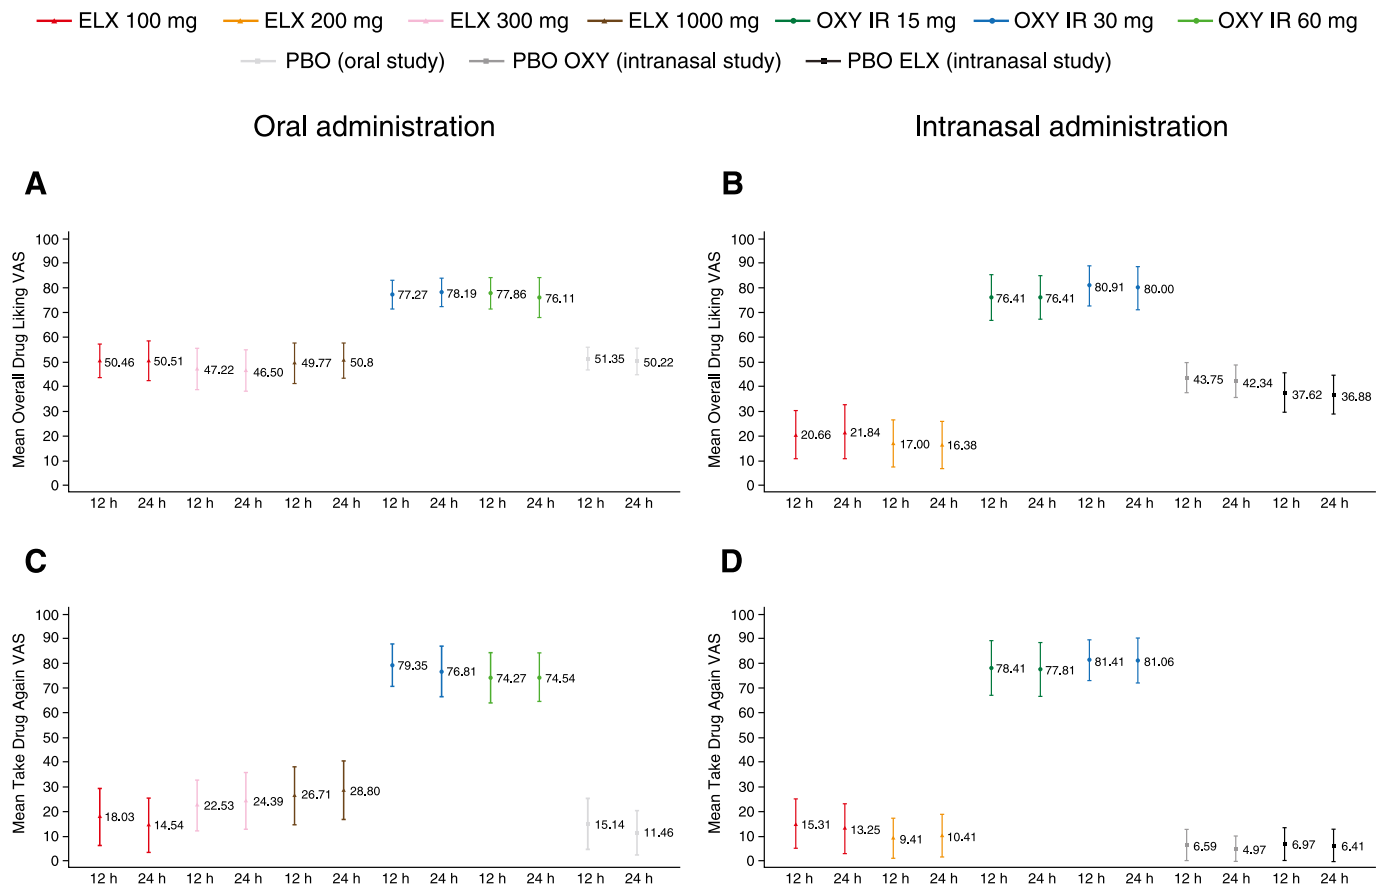 ELX 100 mg ELX 200 mg ELX 300 mg ELX 1000 mg OXY IR 15 mg OXY IR 30 mg OXY IR 60 mg
PBO (oral study) PBO OXY (intranasal study) PBO ELX (intranasal study)
Oral administration
Intranasal administration
A
Mean Overall Drug Liking VAS
100
90
80
70
60
50
40
30
20
10
0
50.46 50.51 47.22 46.50 49.77 50.8 77.27 78.19 77.86 76.11 51.35 50.22
12 h 24 h 12 h 24 h 12 h 24 h 12 h 24 h 12 h 24 h 12 h 24 h
B
Mean Overall Drug Liking VAS
100
90
80
70
60
50
40
30
20
10
0
20.66 21.84 17.00 16.38 76.41 76.41 80.91 80.00 43.75 42.34 37.62 36.88
12 h 24 h 12 h 24 h 12 h 24 h 12 h 24 h 12 h 24 h 12 h 24 h
C
Mean Take Drug Again VAS
100
90
80
70
60
50
40
30
20
10
0
18.03 14.54 22.53 24.39 26.71 28.80 79.35 76.81 74.27 74.54 15.14 11.46
12 h 24 h 12 h 24 h 12 h 24 h 12 h 24 h 12 h 24 h 12 h 24 h
D
Mean Take Drug Again VAS
100
90
80
70
60
50
40
30
20
10
0
15.31 13.25 9.41 10.41 78.41 77.81 81.41 81.06 6.59 4.97 6.97 6.41
12 h 24 h 12 h 24 h 12 h 24 h 12 h 24 h 12 h 24 h 12 h 24 h